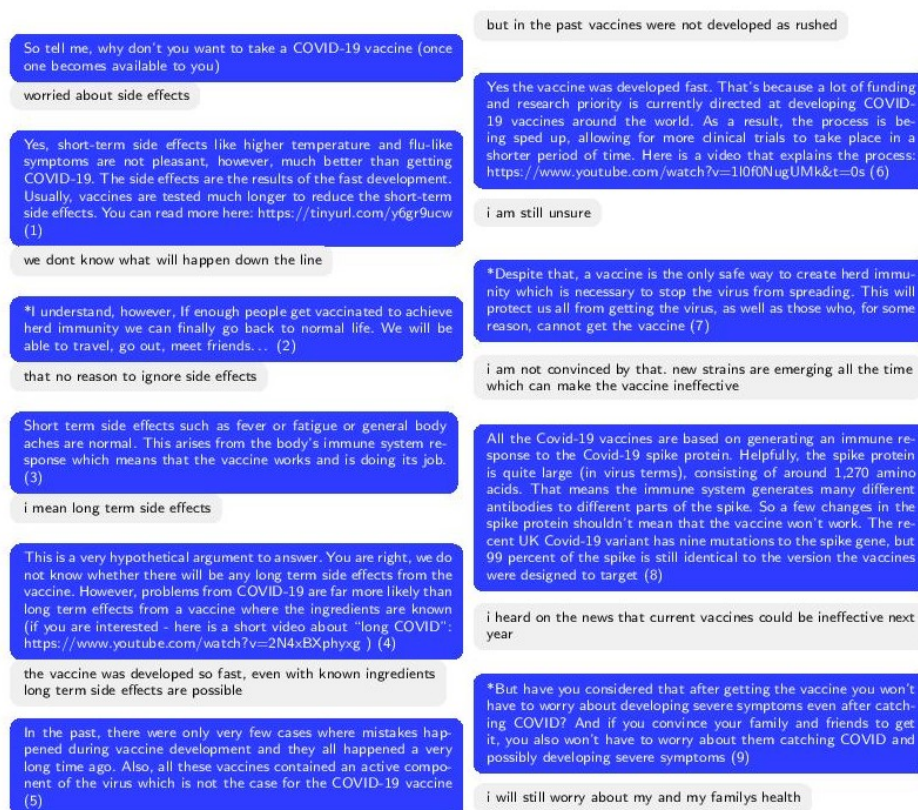 So tell me, why don't you want to take a COVID-19 vaccine (once
one becomes available to you)
worried about side effects
Yes, short-term side effects like higher temperature and flu-like
symptoms are not pleasant, however, much better than getting
COVID-19. The side effects are the results of the fast development.
Usually, vaccines are tested much longer to reduce the short-term
side effects. You can read more here: https://tinyurl.com/y6gr9ucw
(1)
we dont know what will happen down the line
*I understand, however, If enough people get vaccinated to achieve
herd immunity we can finally go back to normal life. We will be
able to travel, go out, meet friends... (2)
that no reason to ignore side effects
Short term side effects such as fever or fatigue or general body
aches are normal. This arises from the body's immune system re-
sponse which means that the vaccine works and is doing its job.
(3)
i mean long term side effects
This is a very hypothetical argument to answer. You are right, we do
not know whether there will be any long term side effects from the
vaccine. However, problems from COVID-19 are far more likely than
long term effects from a vaccine where the ingredients are known
(if you are interested - here is a short video about "long COVID":
https://www.youtube.com/watch?v=2N4xBXphyxg ) (4)
the vaccine was developed so fast, even with known ingredients
long term side effects are possible
In the past, there were only very few cases where mistakes hap-
pened during vaccine development and they all happened a very
long time ago. Also, all these vaccines contained an active compo-
nent of the virus which is not the case for the COVID-19 vaccine
(5)
but in the past vaccines were not developed as rushed
Yes the vaccine was developed fast. That's because a lot of funding
and research priority is currently directed at developing COVID-
19 vaccines around the world. As a result, the process is be-
ing sped up, allowing for more clinical trials to take place in a
shorter period of time. Here is a video that explains the process:
https://www.youtube.com/watch?v=1l0f0NugUMk&t=0s (6)
i am still unsure
*Despite that, a vaccine is the only safe way to create herd immu-
nity which is necessary to stop the virus from spreading. This will
protect us all from getting the virus, as well as those who, for some
reason, cannot get the vaccine (7)
i am not convinced by that. new strains are emerging all the time
which can make the vaccine ineffective
All the Covid-19 vaccines are based on generating an immune re-
sponse to the Covid-19 spike protein. Helpfully, the spike protein
is quite large (in virus terms), consisting of around 1,270 amino
acids. That means the immune system generates many different
antibodies to different parts of the spike. So a few changes in the
spike protein shouldn't mean that the vaccine won't work. The re-
cent UK Covid-19 variant has nine mutations to the spike gene, but
99 percent of the spike is still identical to the version the vaccines
were designed to target (8)
i heard on the news that current vaccines could be ineffective next
year
*But have you considered that after getting the vaccine you won't
have to worry about developing severe symptoms even after catch-
ing COVID? And if you convince your family and friends to get
it, you also won't have to worry about them catching COVID and
possibly developing severe symptoms (9)
i will still worry about my and my familys health